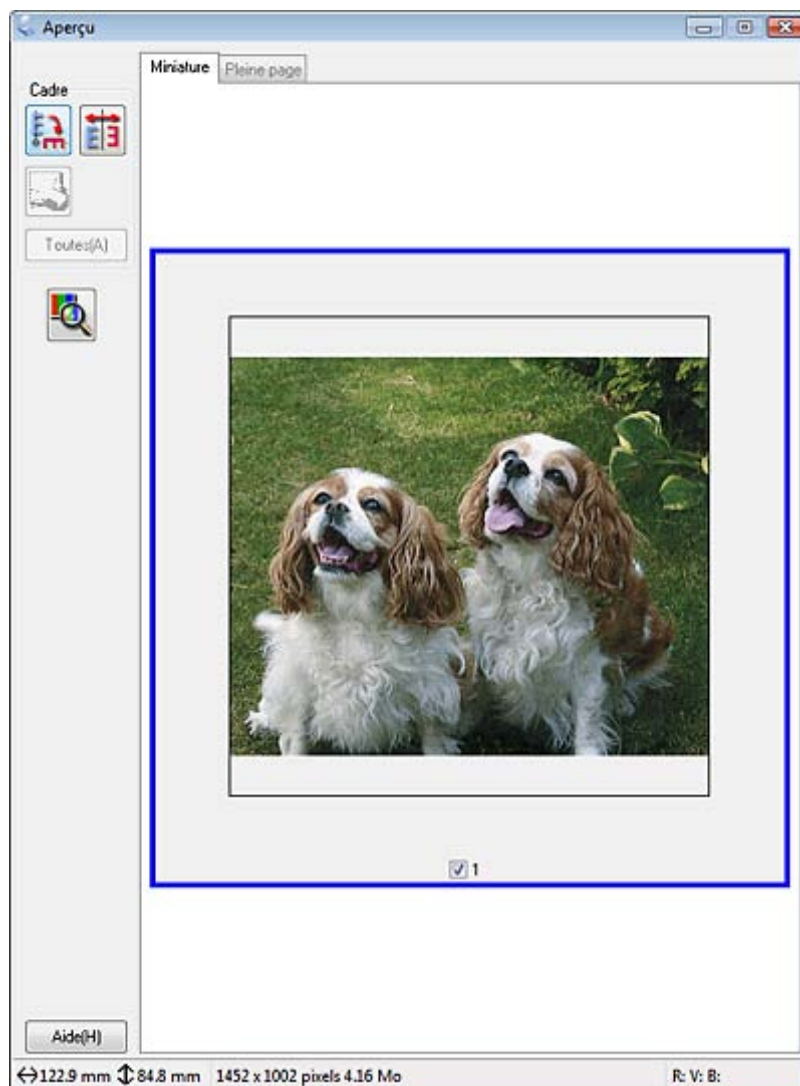 Aperçu
Miniature
Pleine page
Cadre
Toutes(A)
1
Aide(H)
122.9 mm 84.8 mm 1452 x 1002 pixels 4.16 Mo R: V: B: